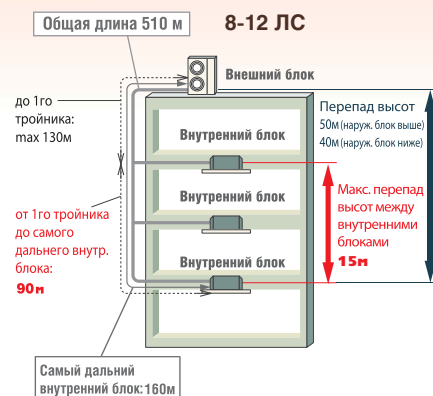 Общая длина 510 м
8-12 ЛС
Внешний блок
до 1го
тройника:
max 130м
Перепад высот
50м (наруж. блок выше)
40м (наруж. блок ниже)
Внутренний блок
Внутренний блок
Внутренний блок
Макс. перепад
высот между
внутренними
блоками
15м
от 1го тройника
до самого
дальнего внутр.
блока:
90м
Самый дальний
внутренний блок:160м